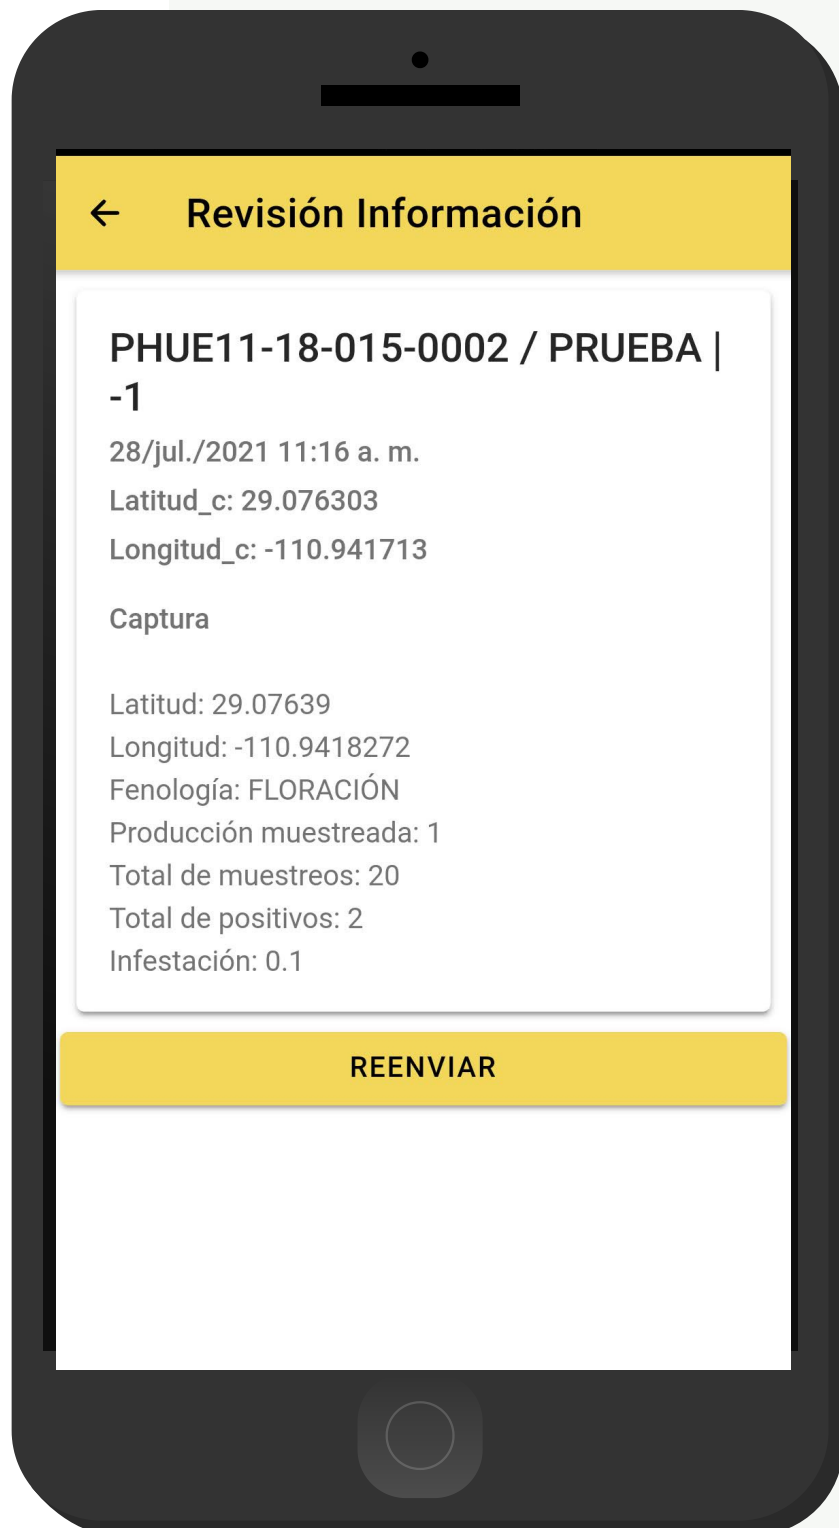 Revisión Información
PHUE11-18-015-0002 / PRUEBA |
-1
28/jul./2021 11:16 a. m.
Latitud_c: 29.076303
Longitud_c: -110.941713
Captura
Latitud: 29.07639
Longitud: -110.9418272
Fenología: FLORACIÓN
Producción muestreada: 1
Total de muestreos: 20
Total de positivos: 2
Infestación: 0.1
REENVIAR